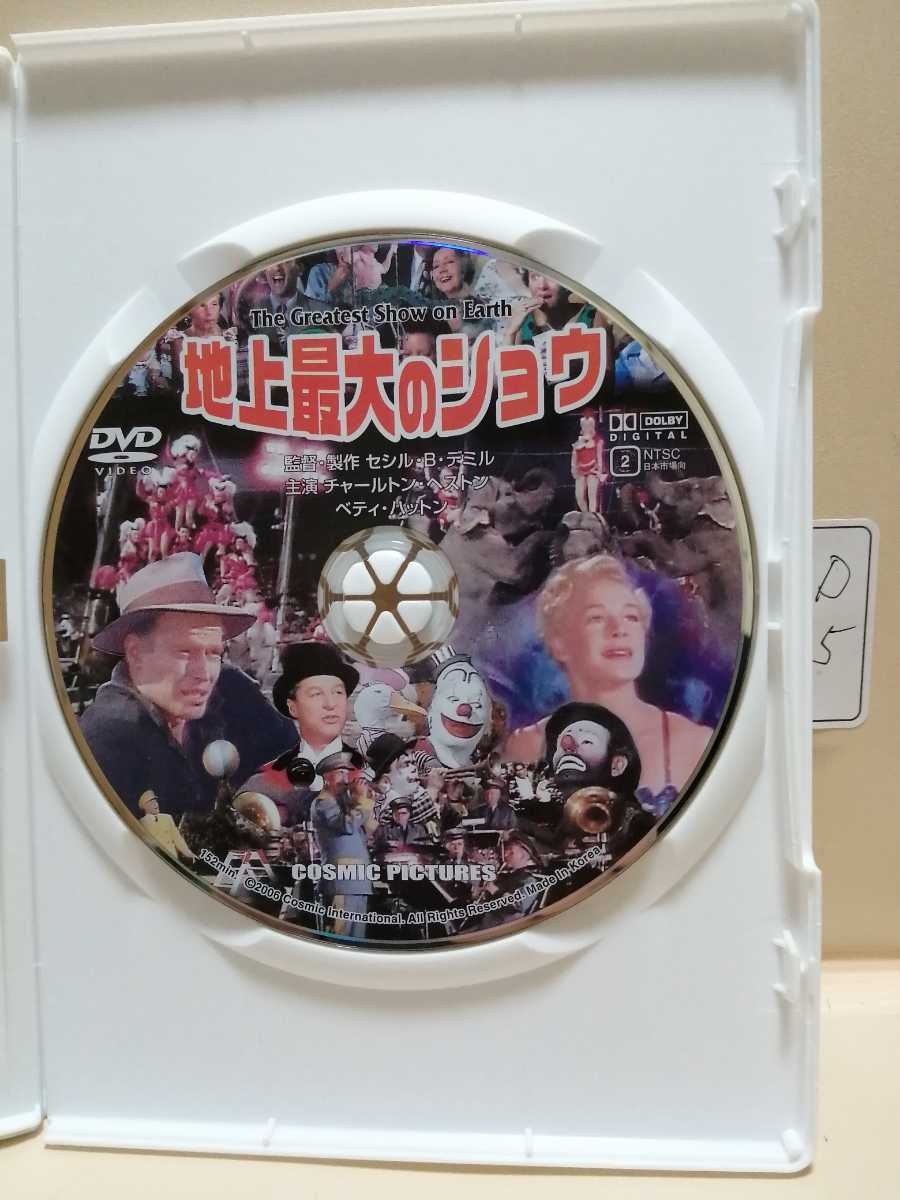 The Greatest Show on Earth
地上最大のショウ
DVD
VIDEO
監督・製作 セシル・B・デミル
主演 チャールトン・ヘストン
ベティ・ハットン
DOLBY
DIGITAL
2 NTSC
日本市場向
COSMIC PICTURES
152min. ©2006 Cosmic International. All Rights Reserved. Made In Korea
D
5